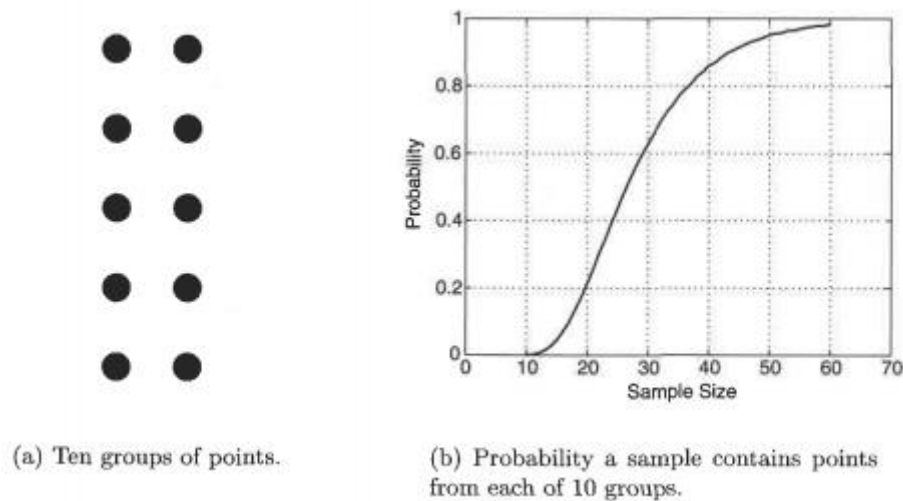 1
0.8
0.6
0.4
0.2
0
Probability
0 10 20 30 40 50 60 70
Sample Size
(a) Ten groups of points.
(b) Probability a sample contains points
from each of 10 groups.